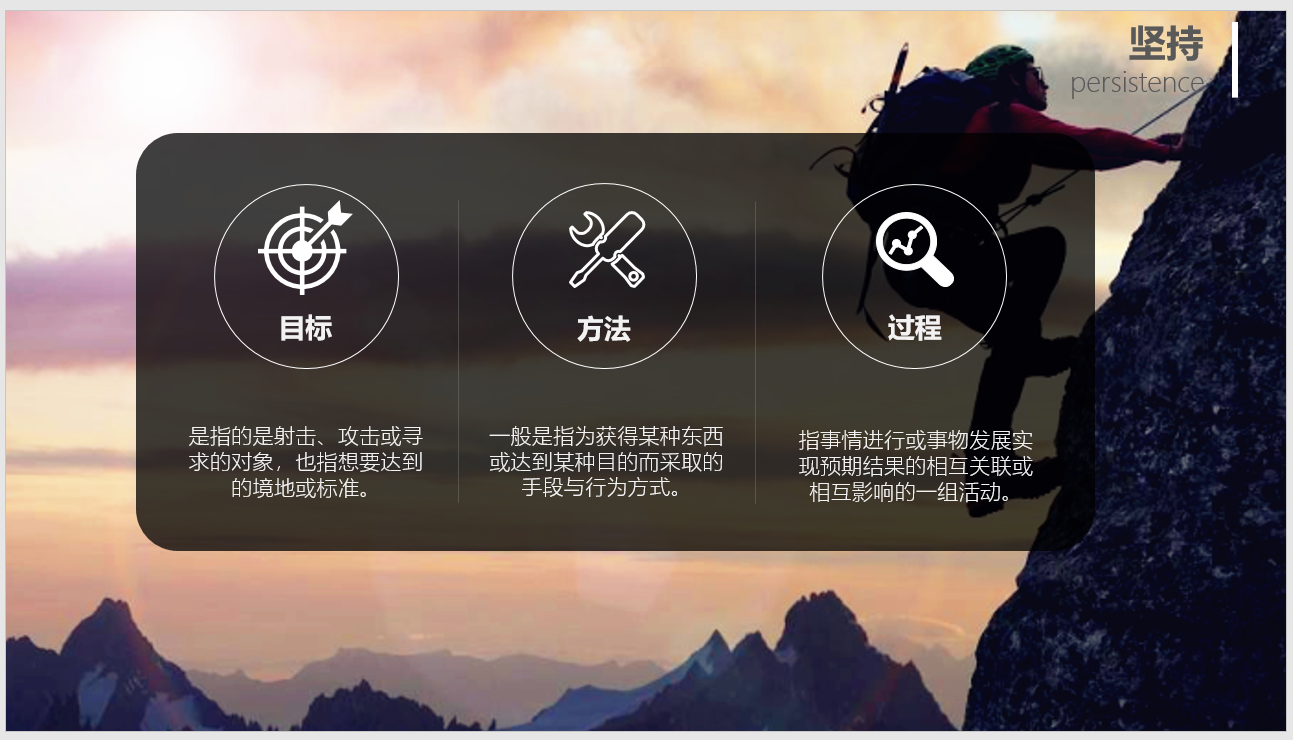 坚持
persistence
目标
是指的是射击、攻击或寻
求的对象，也指想要达到
的境地或标准。
方法
一般是指为获得某种东西
或达到某种目的而采取的
手段与行为方式。
过程
指事情进行或事物发展实
现预期结果的相互关联或
相互影响的一组活动。